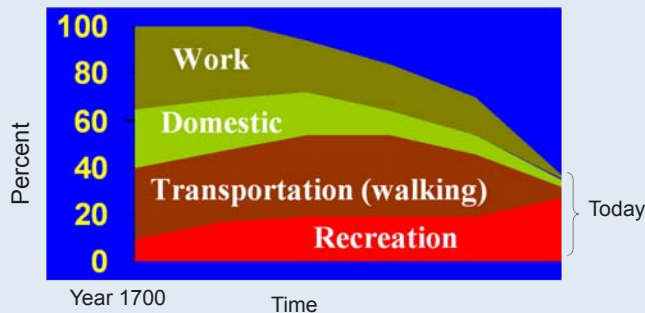 100
Work
80
60
Domestic
40
Transportation (walking)
20
Recreation
0
Percent
Today
Year 1700
Time